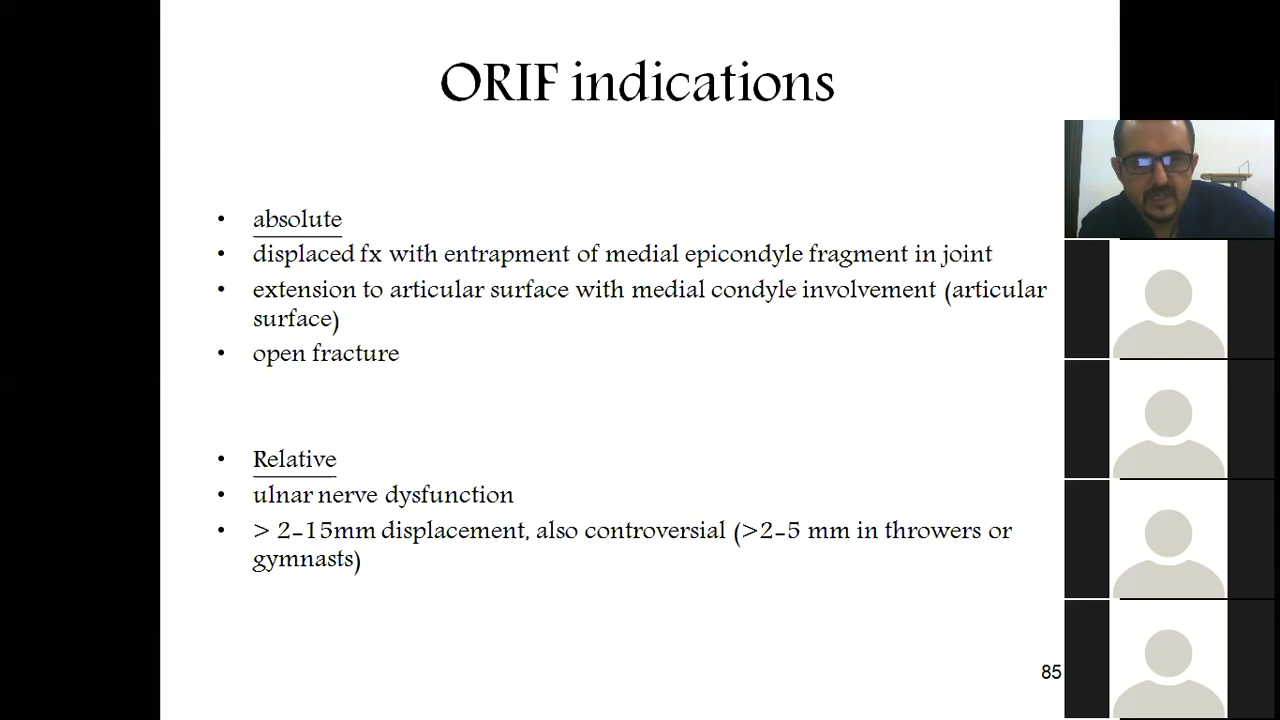 ORIF indications
• absolute
• displaced fx with entrapment of medial epicondyle fragment in joint
• extension to articular surface with medial condyle involvement (articular
surface)
• open fracture
• Relative
• ulnar nerve dysfunction
• > 2-15mm displacement, also controversial (>2-5 mm in throwers or
gymnasts)
85